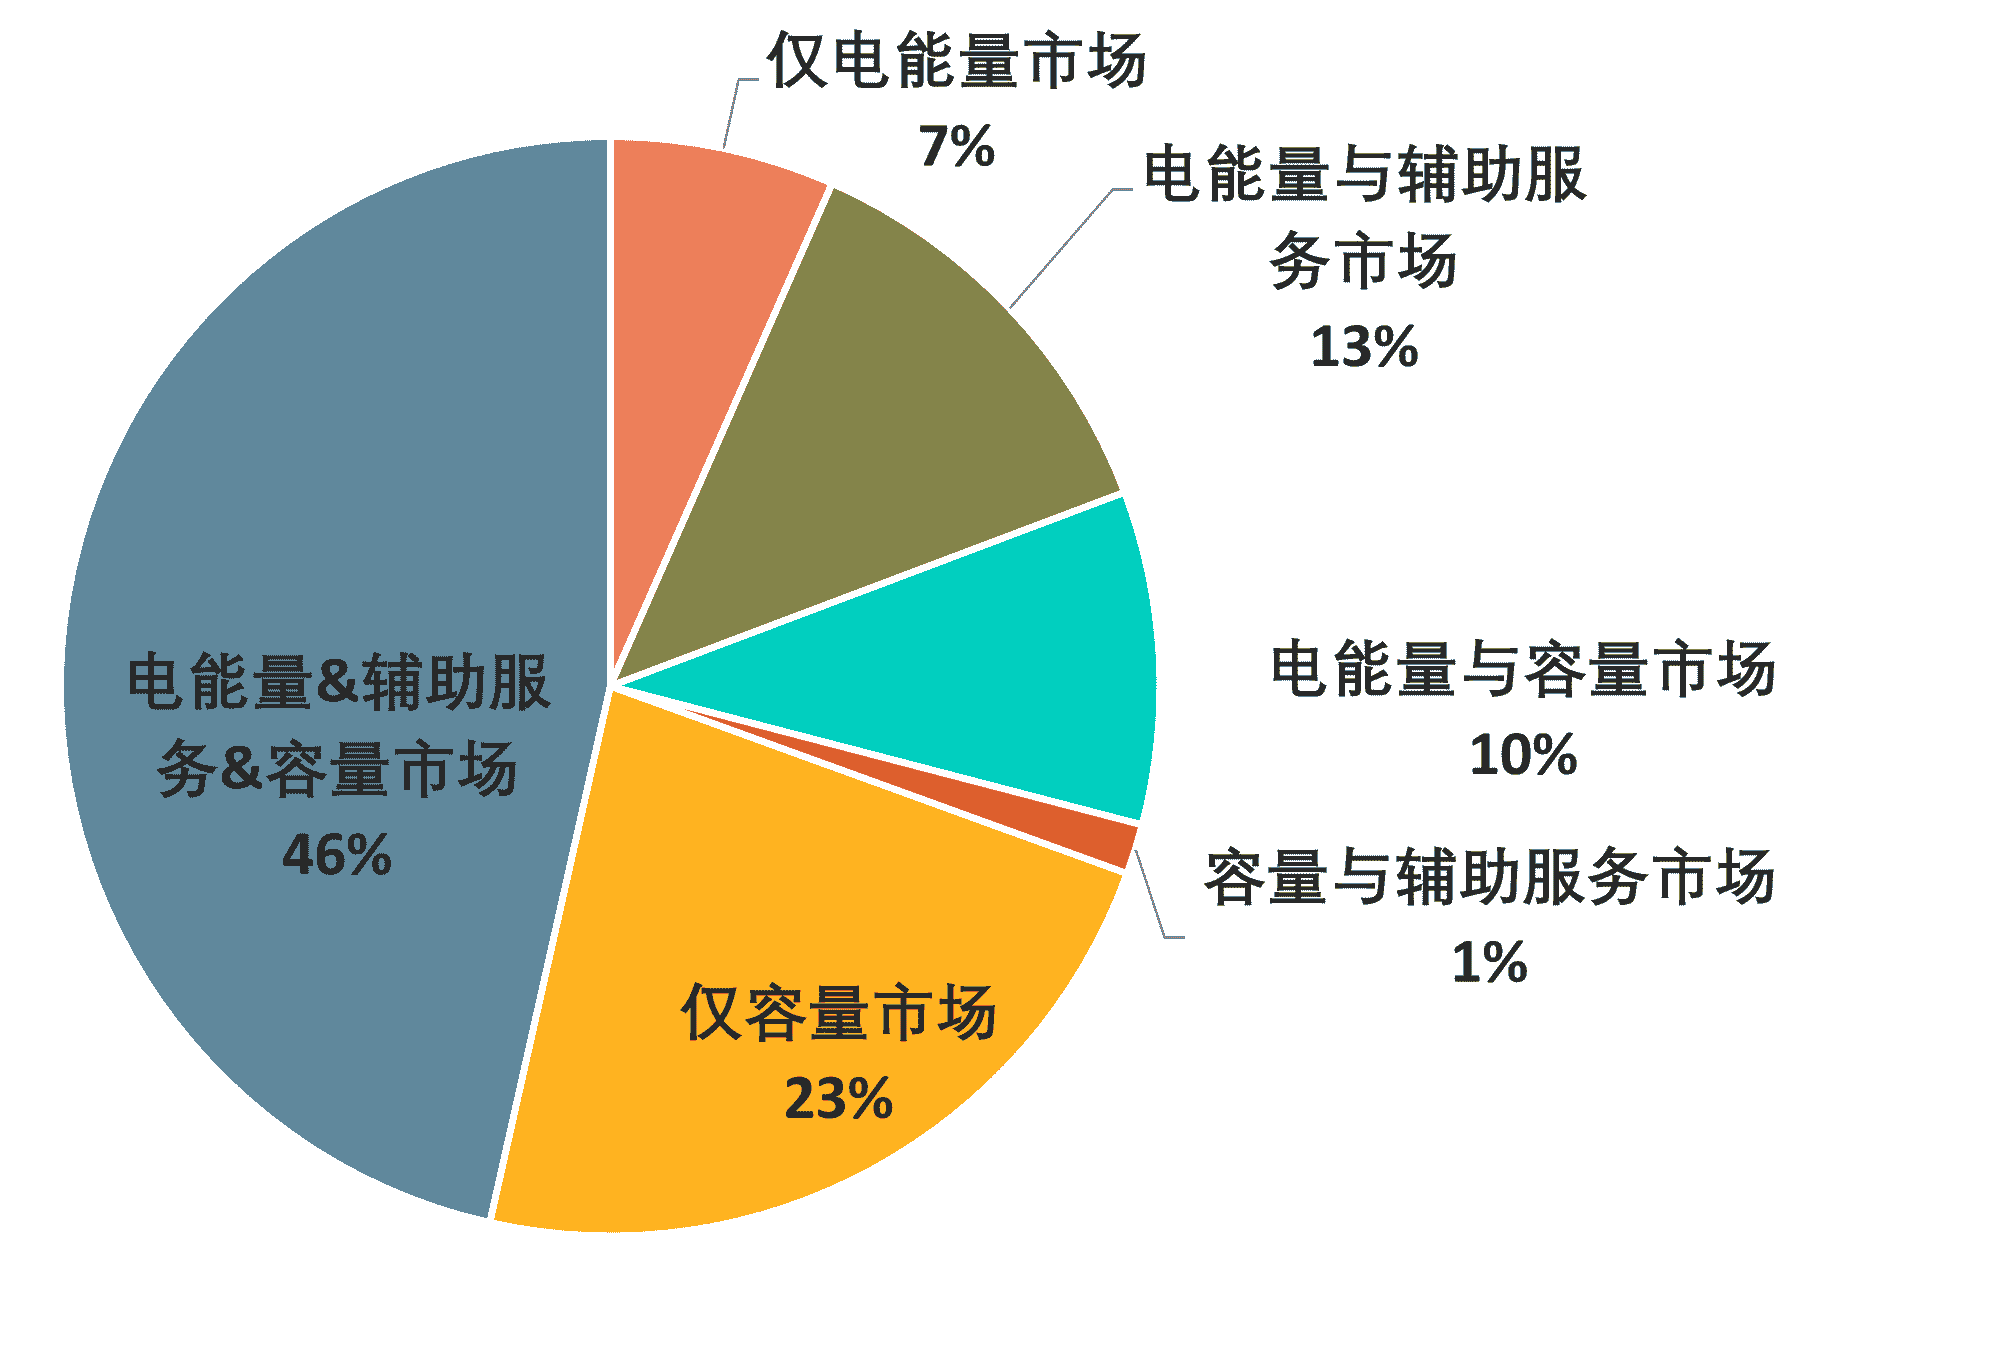 仅电能量市场
7%
电能量与辅助服
务市场
13%
电能量与容量市场
10%
容量与辅助服务市场
1%
仅容量市场
23%
电能量&辅助服
务&容量市场
46%